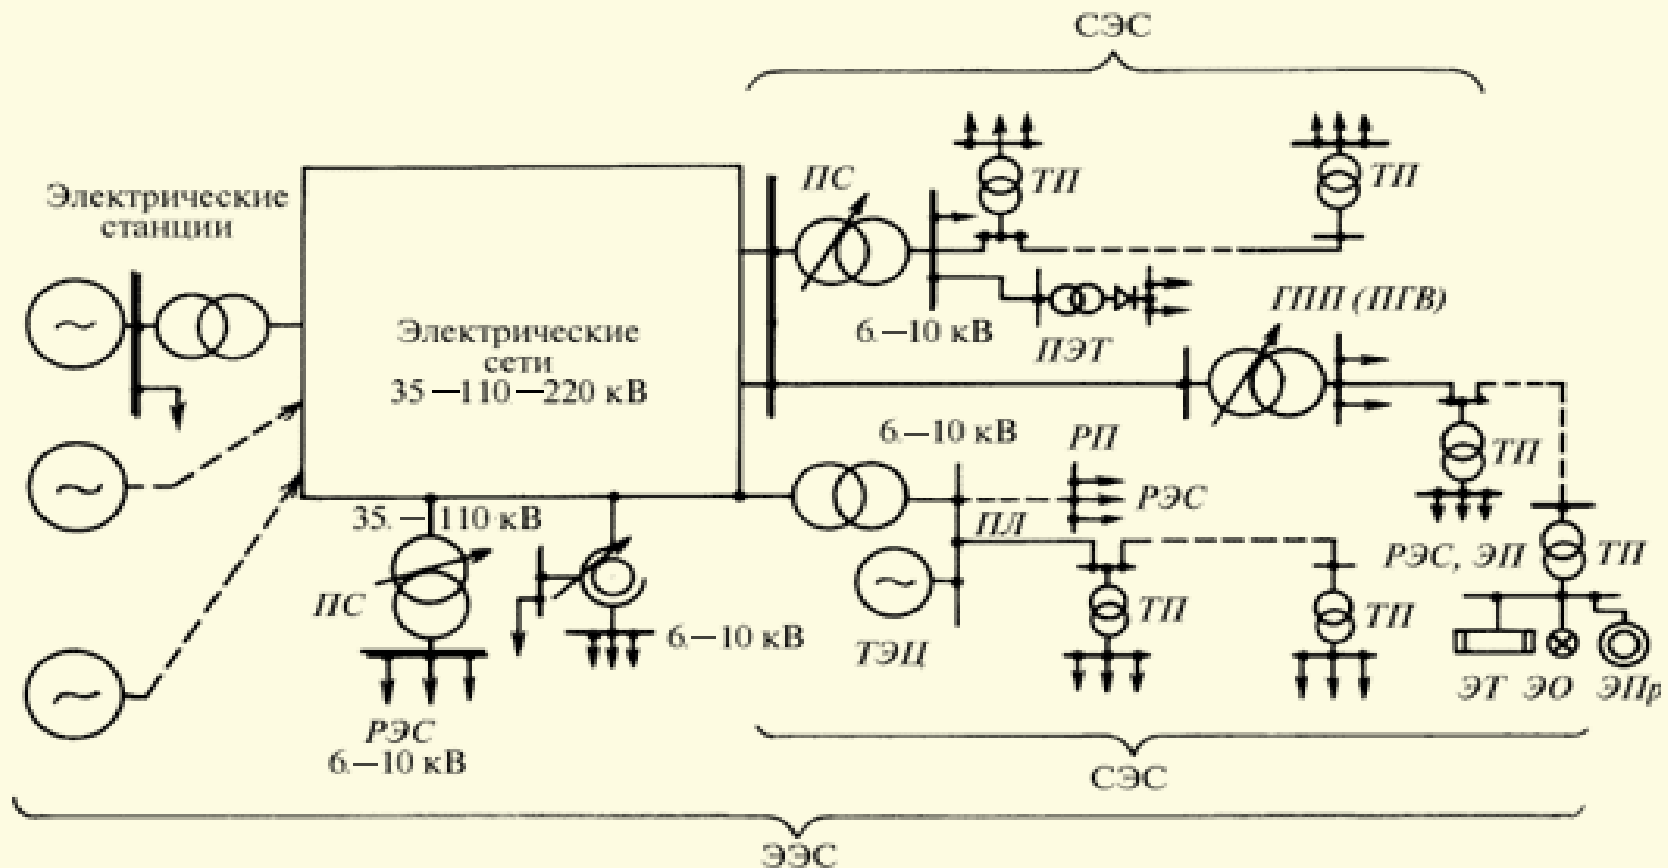 СЭС
ПС
ТП
ТП
Электрические
станции
ГПП (ПГВ)
Электрические
сети
35—110—220 кВ
6.—10 кВ
ПЭТ
6.—10 кВ
РП
ТП
РЭС
35.—110 кВ
ПЛ
РЭС, ЭП
ТП
ПС
ТП
ТП
6.—10 кВ
ТЭЦ
ЭТ ЭО ЭПр
РЭС
6.—10 кВ
СЭС
ЭЭС